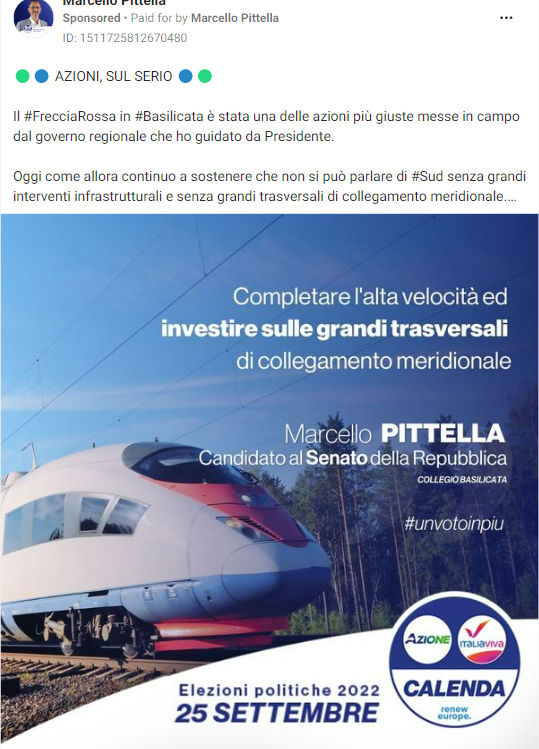 Marcello Pittella
Sponsored • Paid for by Marcello Pittella
ID: 1511725812670480
AZIONI, SUL SERIO
Il #FrecciaRossa in #Basilicata è stata una delle azioni più giuste messe in campo
dal governo regionale che ho guidato da Presidente.
Oggi come allora continuo a sostenere che non si può parlare di #Sud senza grandi
interventi infrastrutturali e senza grandi trasversali di collegamento meridionale....
Completare l'alta velocità ed
investire sulle grandi trasversali
di collegamento meridionale
Marcello PITTELLA
Candidato al Senato della Repubblica
COLLEGIO BASILICATA
#unvotoinpiu
AZIONE
ITALIAVIVA
CALENDA
renew
europe.
Elezioni politiche 2022
25 SETTEMBRE